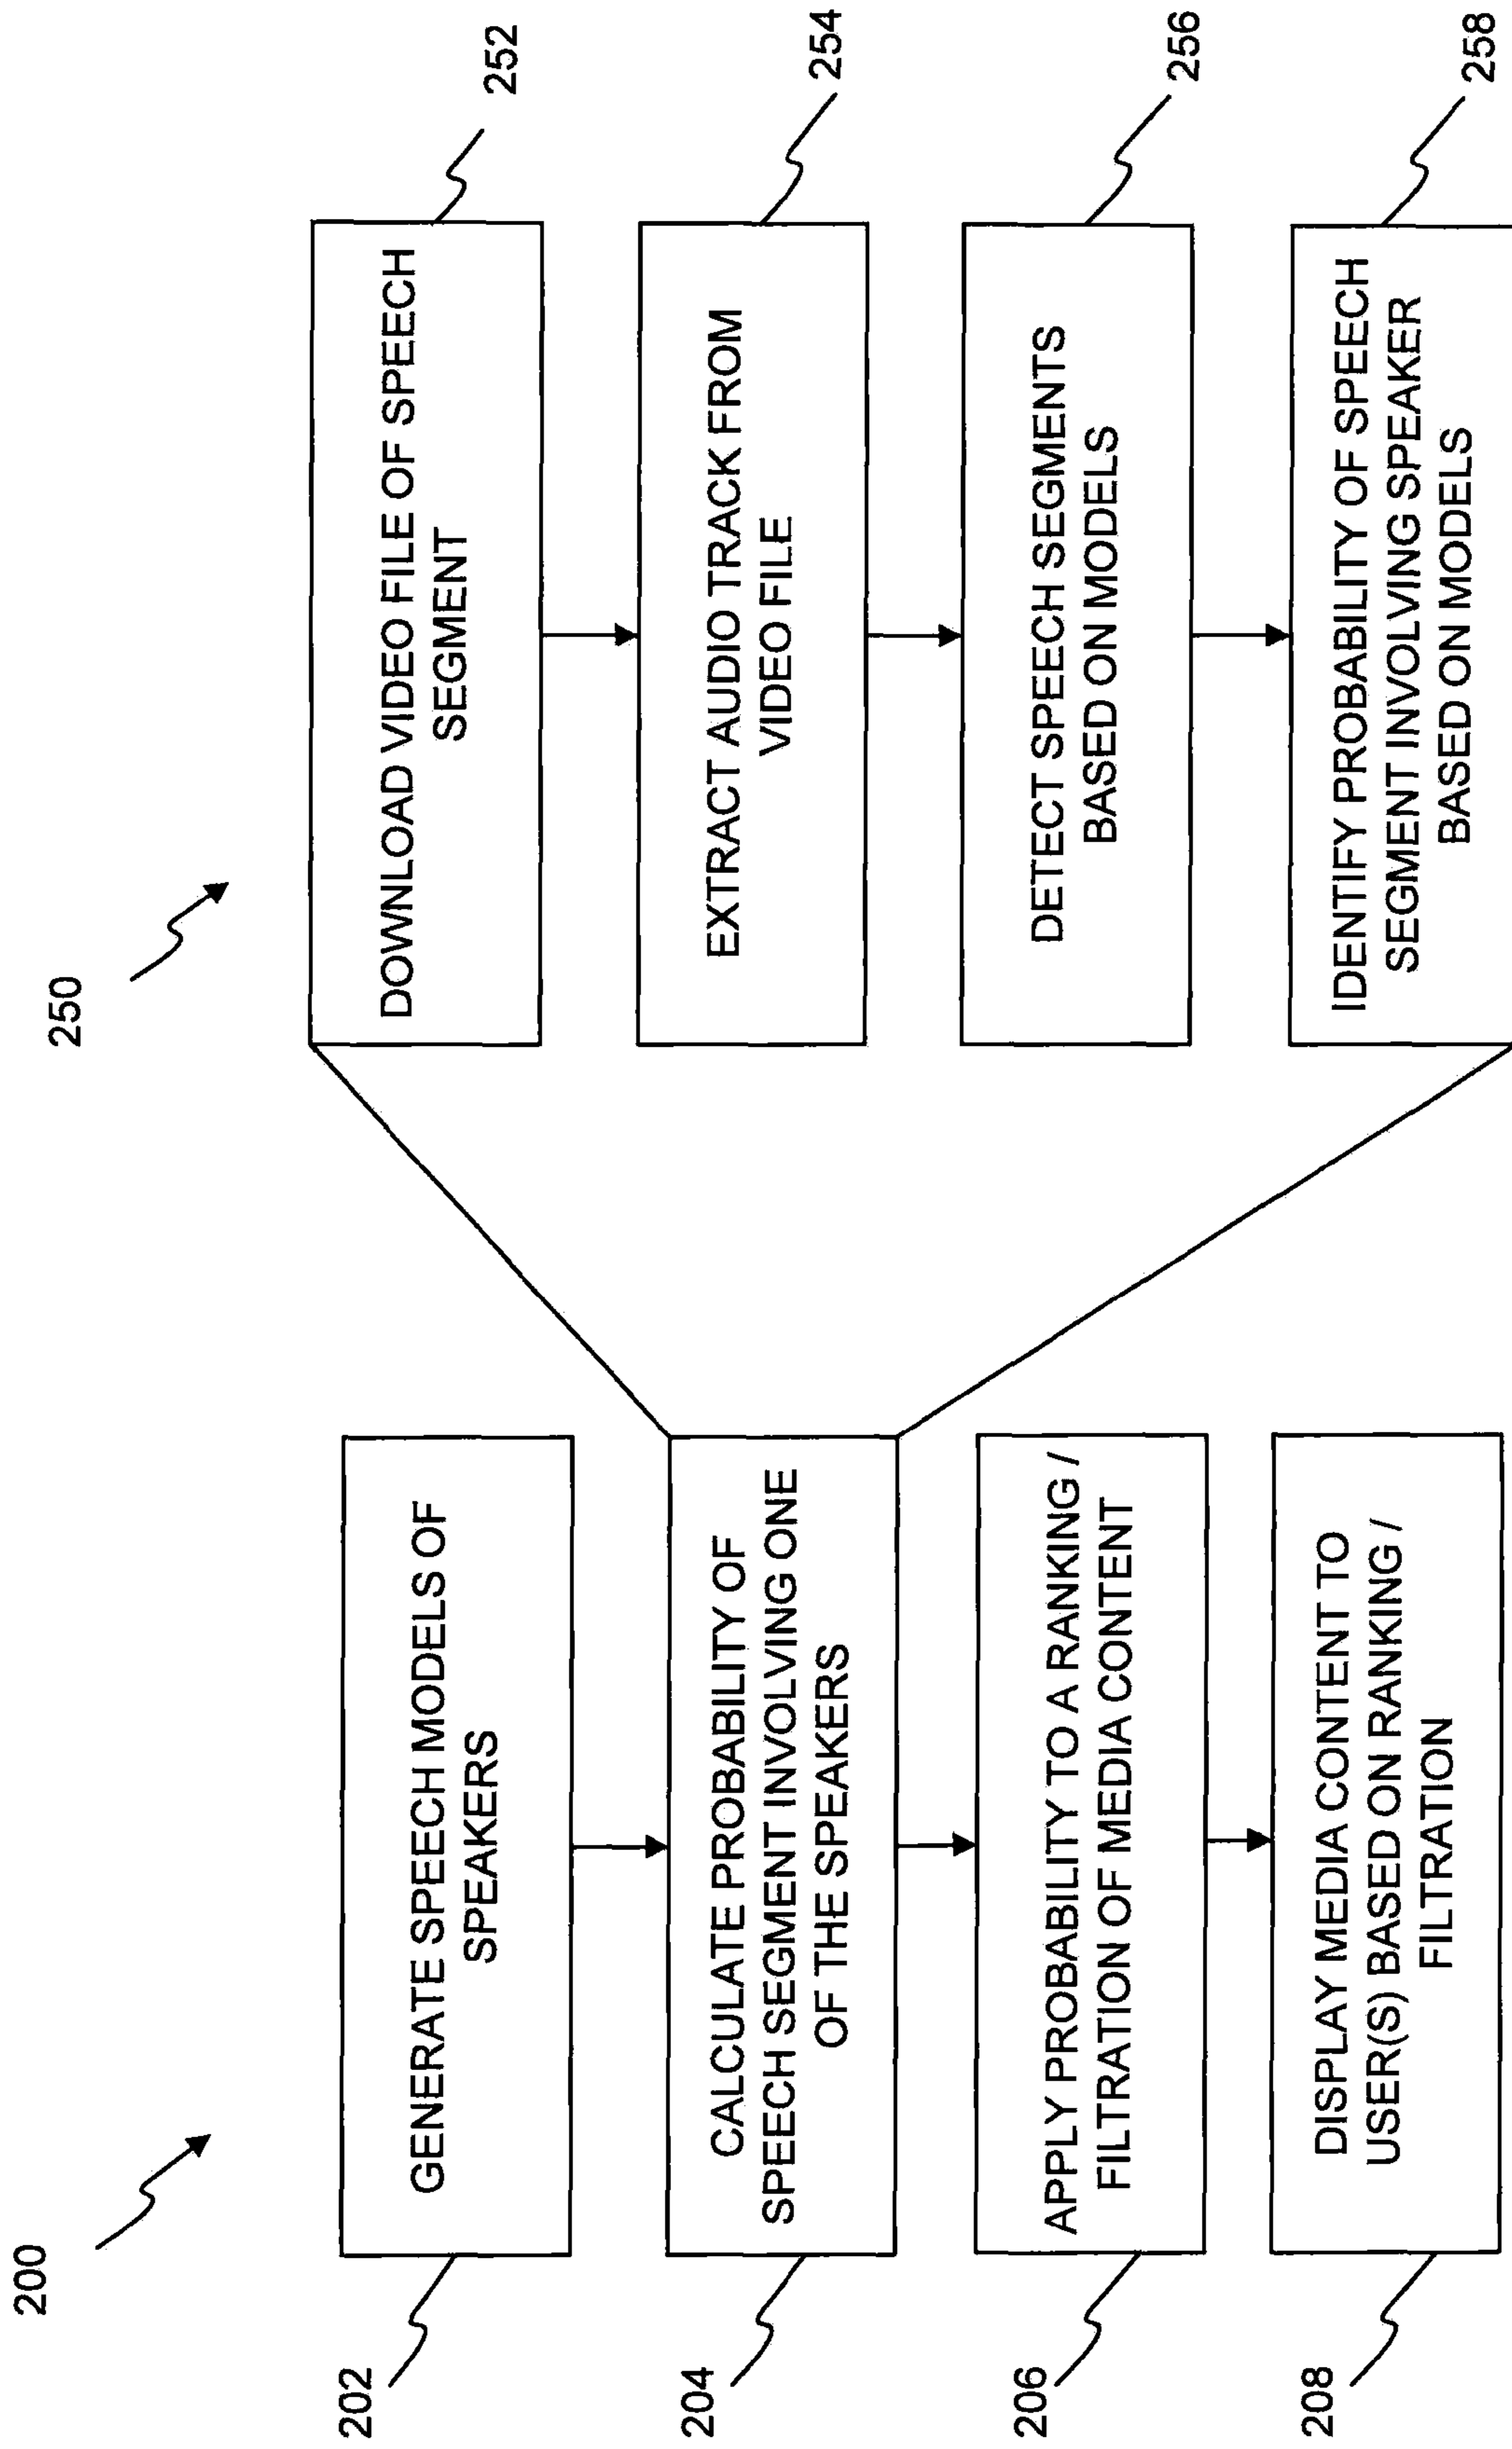 200
202
GENERATE SPEECH MODELS OF
SPEAKERS
204
CALCULATE PROBABILITY OF
SPEECH SEGMENT INVOLVING ONE
OF THE SPEAKERS
206
APPLY PROBABILITY TO A RANKING /
FILTRATION OF MEDIA CONTENT
208
DISPLAY MEDIA CONTENT TO
USER(S) BASED ON RANKING /
FILTRATION
250
DOWNLOAD VIDEO FILE OF SPEECH
SEGMENT
252
EXTRACT AUDIO TRACK FROM
VIDEO FILE
254
DETECT SPEECH SEGMENTS
BASED ON MODELS
256
IDENTIFY PROBABILITY OF SPEECH
SEGMENT INVOLVING SPEAKER
BASED ON MODELS
258